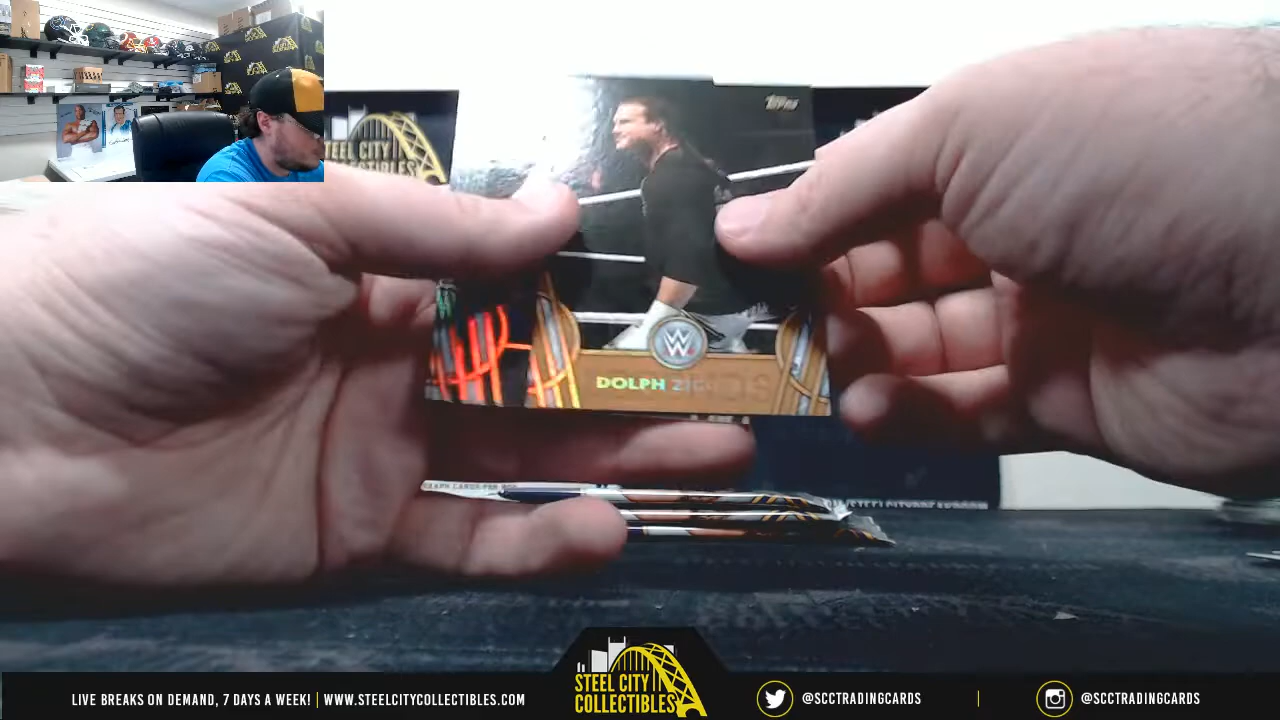 STEEL CITY
COLLECTIBLES
Topps
W
DOLPH
LIVE BREAKS ON DEMAND, 7 DAYS A WEEK! | WWW.STEELCITYCOLLECTIBLES.COM
STEEL CITY
COLLECTIBLES
@SCCTRADINGCARDS
@SCCTRADINGCARDS